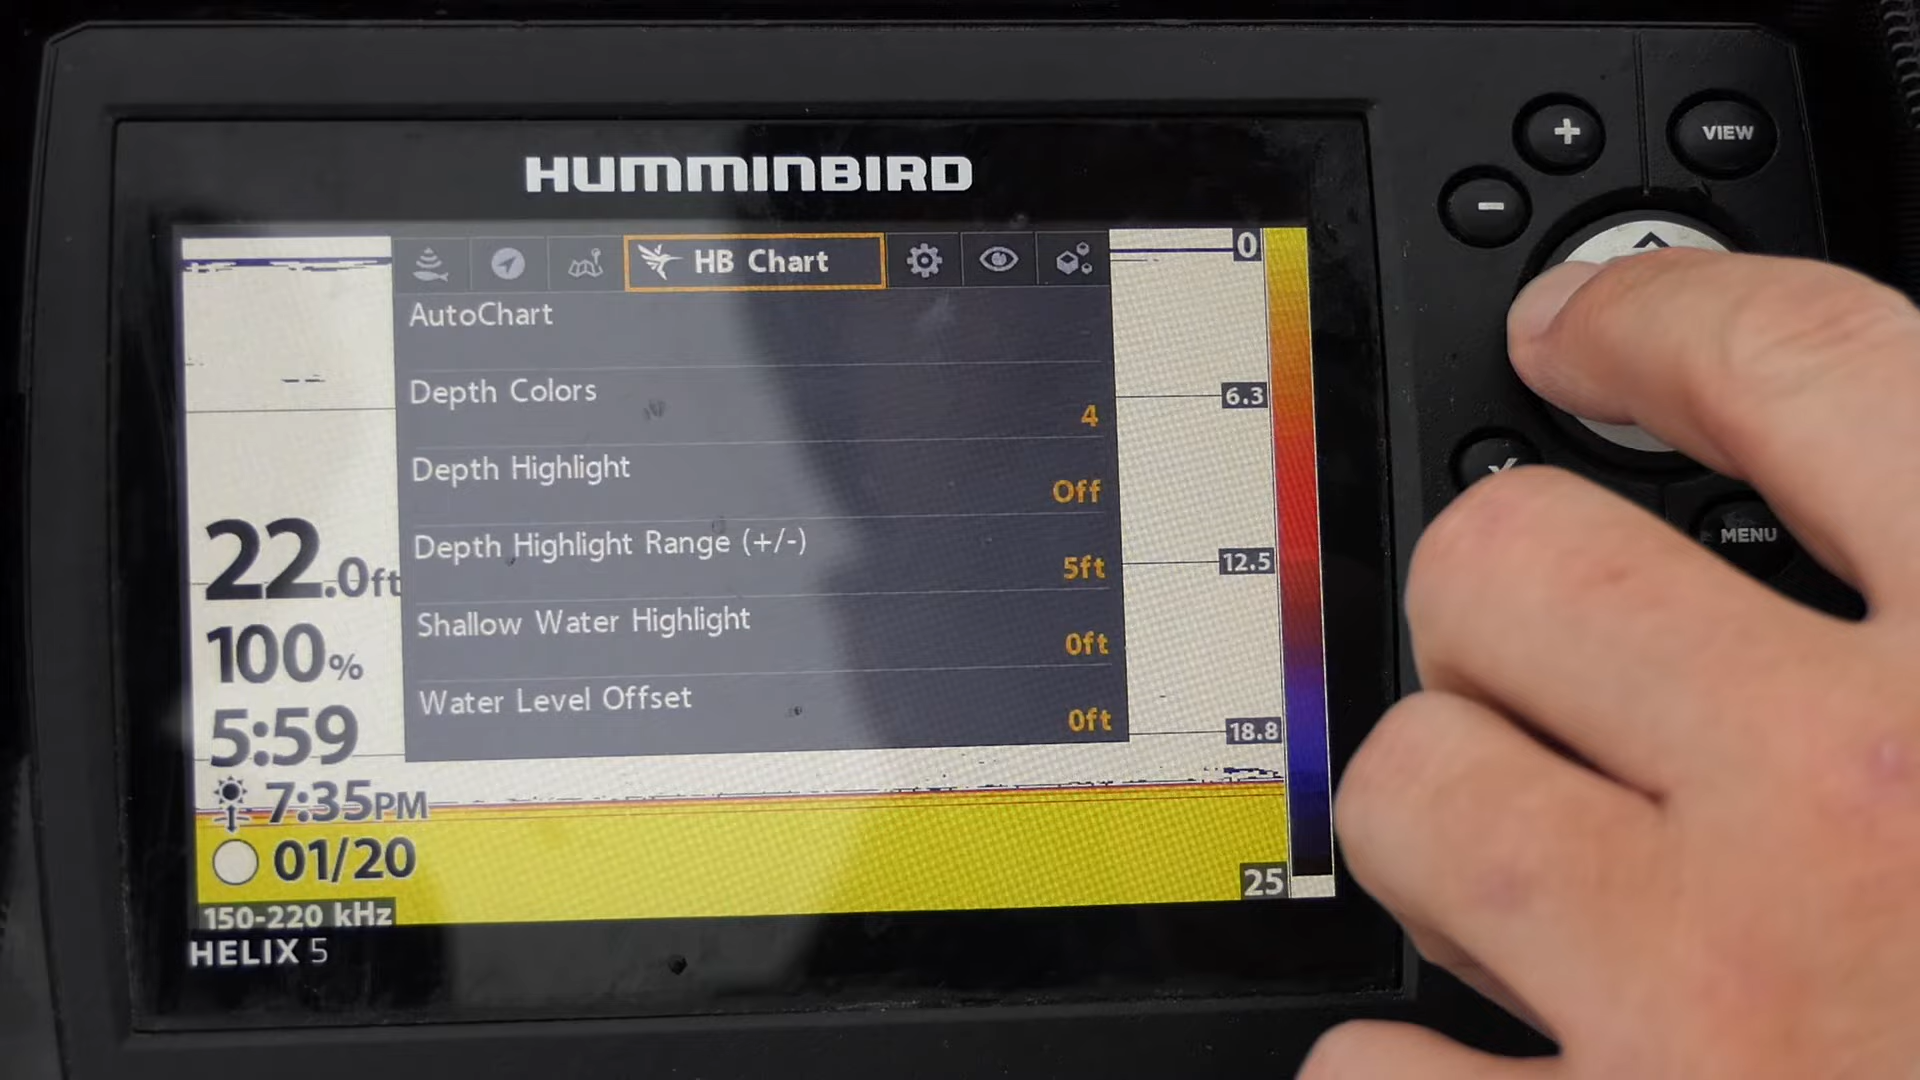 HUMMINBIRD
+
VIEW
-
HB Chart
0
AutoChart
Depth Colors
4
6.3
Depth Highlight
Off
Depth Highlight Range (+/-)
5ft
12.5
MENU
Shallow Water Highlight
0ft
Water Level Offset
0ft
18.8
22.0ft
100%
5:59
7:35PM
01/20
25
150-220 kHz
HELIX 5